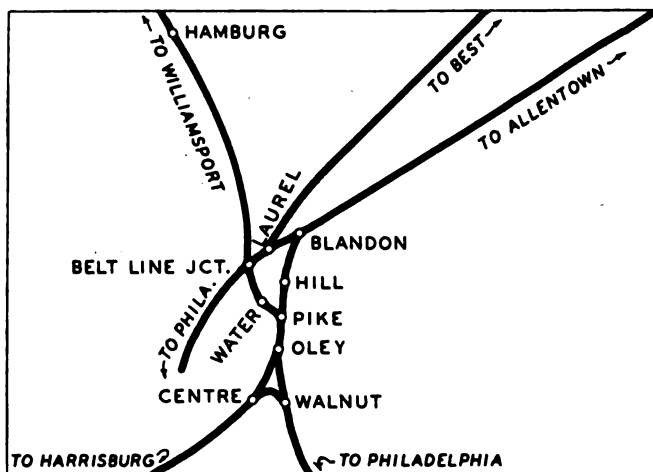 HAMBURG
TO WILLIAMSPORT
TO BEST
TO ALLENTOWN
LAUREL
BLANDON
BELT LINE JCT.
HILL
TO PHILA.
WATER
PIKE
OLEY
CENTRE
WALNUT
TO HARRISBURG
TO PHILADELPHIA